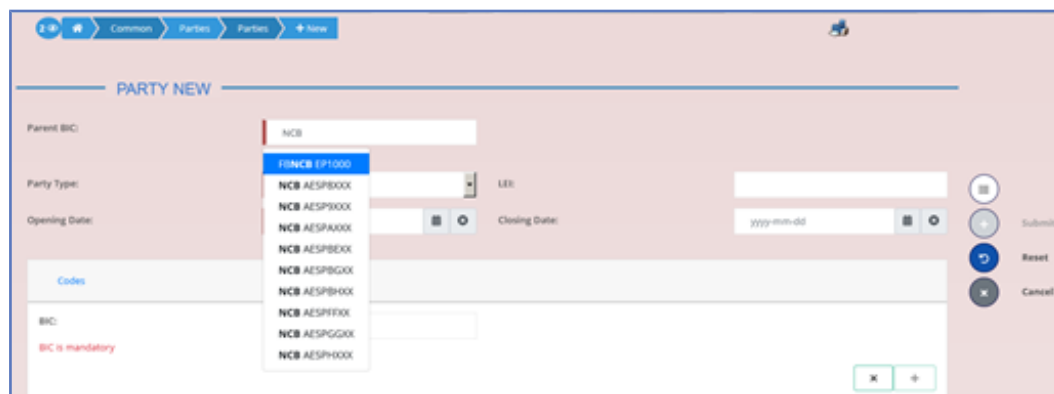 2 Common Parties Parties + New
PARTY NEW
Parent BIC: NCB
FBNCB EP1000
Party Type: NCB AESP8XXX LEI:
NCB AESP9XXX
Opening Date: NCB AESPAXXX Closing Date: yyyy-mm-dd Submit
NCB AESPBEXX
Reset
NCB AESPBGXX
Codes
NCB AESPBHXX Cancel
BIC: NCB AESPFFXX
BIC is mandatory NCB AESPGGXX
NCB AESPHXXX